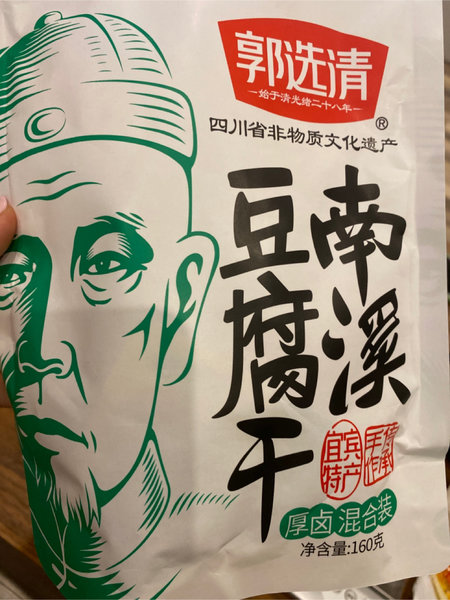 郭选清
始于清光绪二十八年
®
四川省非物质文化遗产
南溪
豆腐干
宜宾
特产
手工
传承
厚卤 混合装
净含量:160克